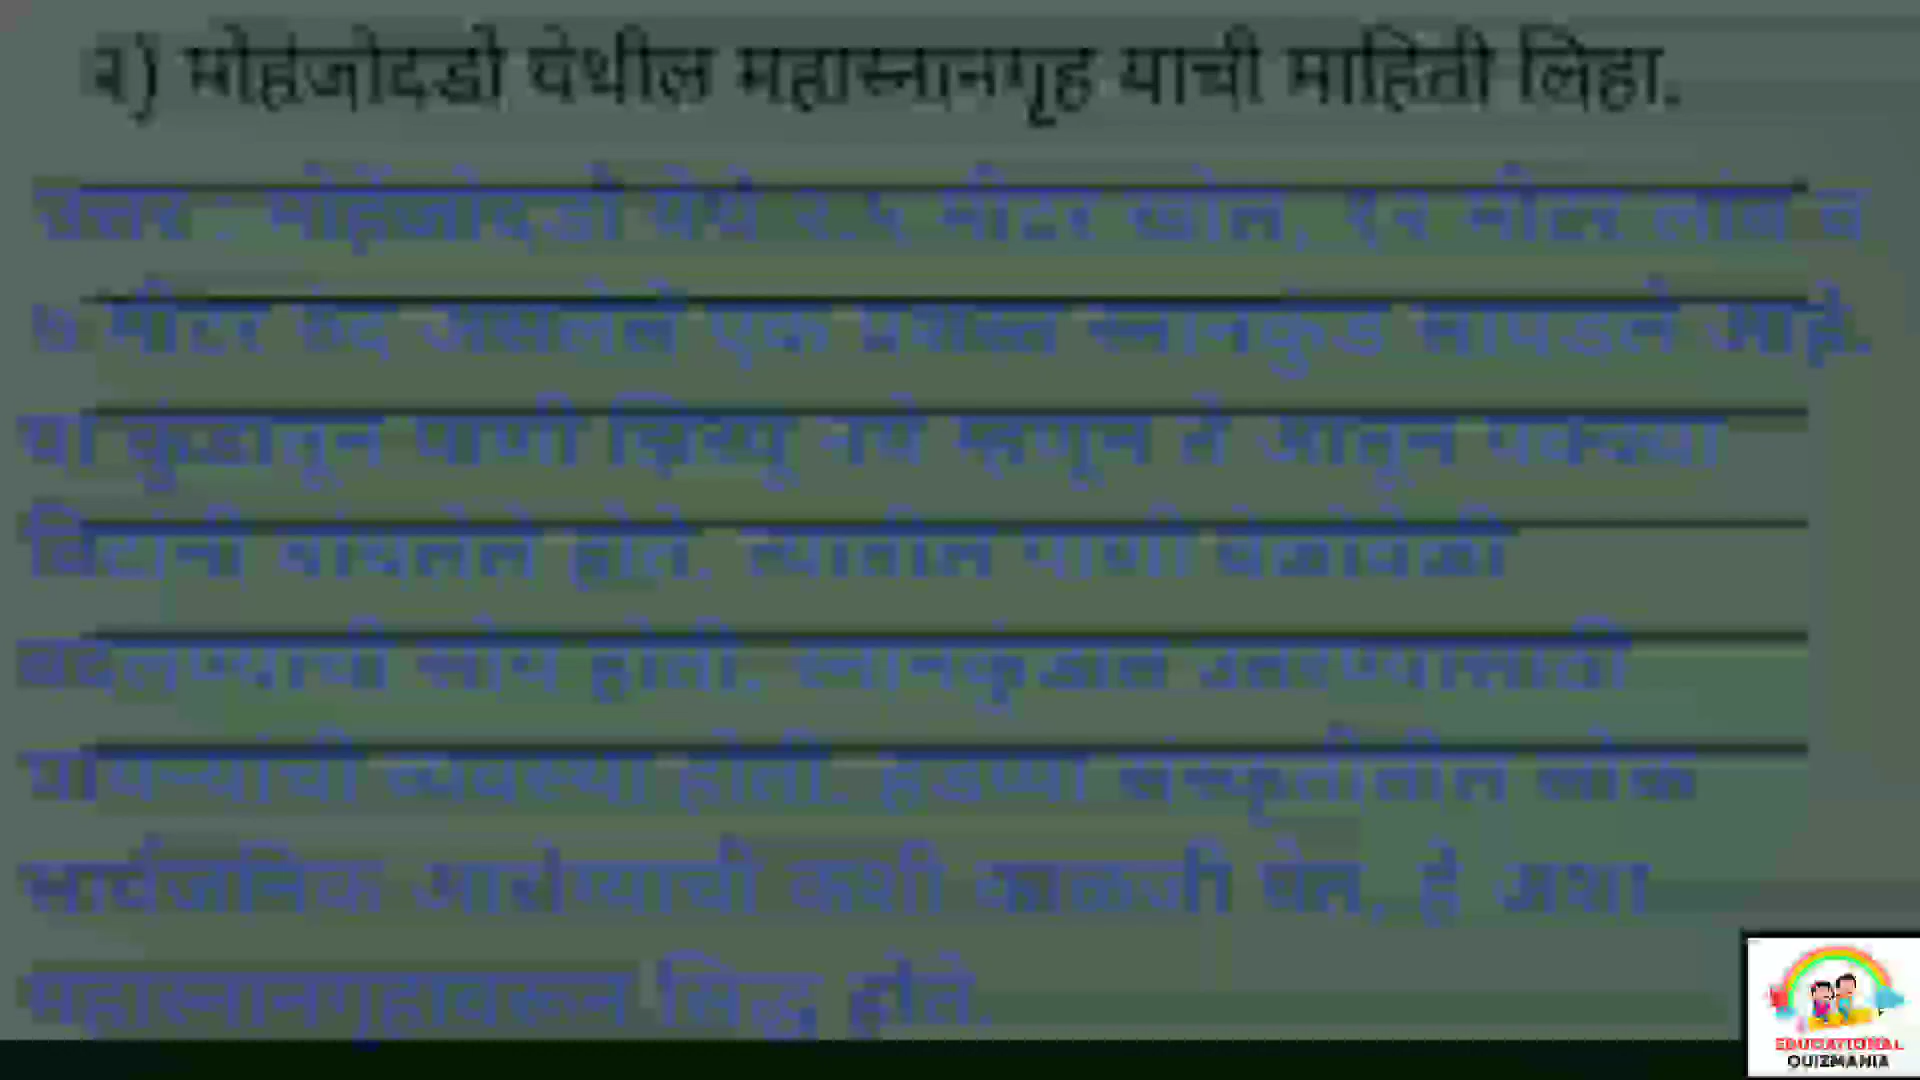 २) मोहेंजोदडो येथील महास्नानगृह याची माहिती लिहा.
उत्तर : मोहेंजोदडो येथे २.५ मीटर खोल, १२ मीटर लांब व
७ मीटर रुंद असलेले एक प्रशस्त स्नानकुंड सापडले आहे.
या कुंडातून पाणी झिरपू नये म्हणून ते आतून पक्क्या
विटांनी बांधलेले होते. त्यातील पाणी वेळोवेळी
बदलण्याची सोय होती. स्नानकुंडात उतरण्यासाठी
पायऱ्यांची व्यवस्था होती. हडप्पा संस्कृतीतील लोक
सार्वजनिक आरोग्याची कशी काळजी घेत, हे अशा
महास्नानगृहावरून सिद्ध होते.
EDUCATIONAL
QUIZMANIA